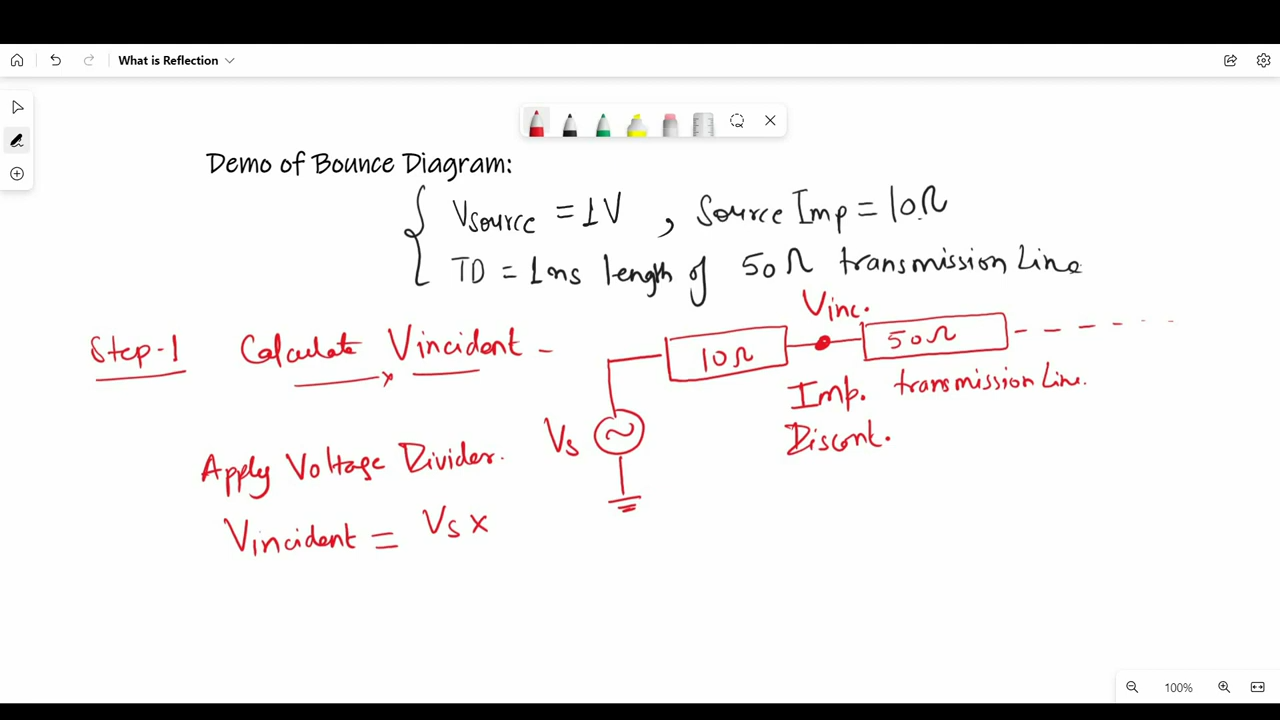 What is Reflection
Demo of Bounce Diagram:
Vsource = 1V , Source Imp = 10Ω
TD = 1ns length of 50Ω transmission Line
Vinc.
Step-1 Calculate Vincident -
10Ω
50Ω
Imp. transmission Line.
Discont.
Vs
Apply Voltage Divider.
Vincident = Vs x
100%